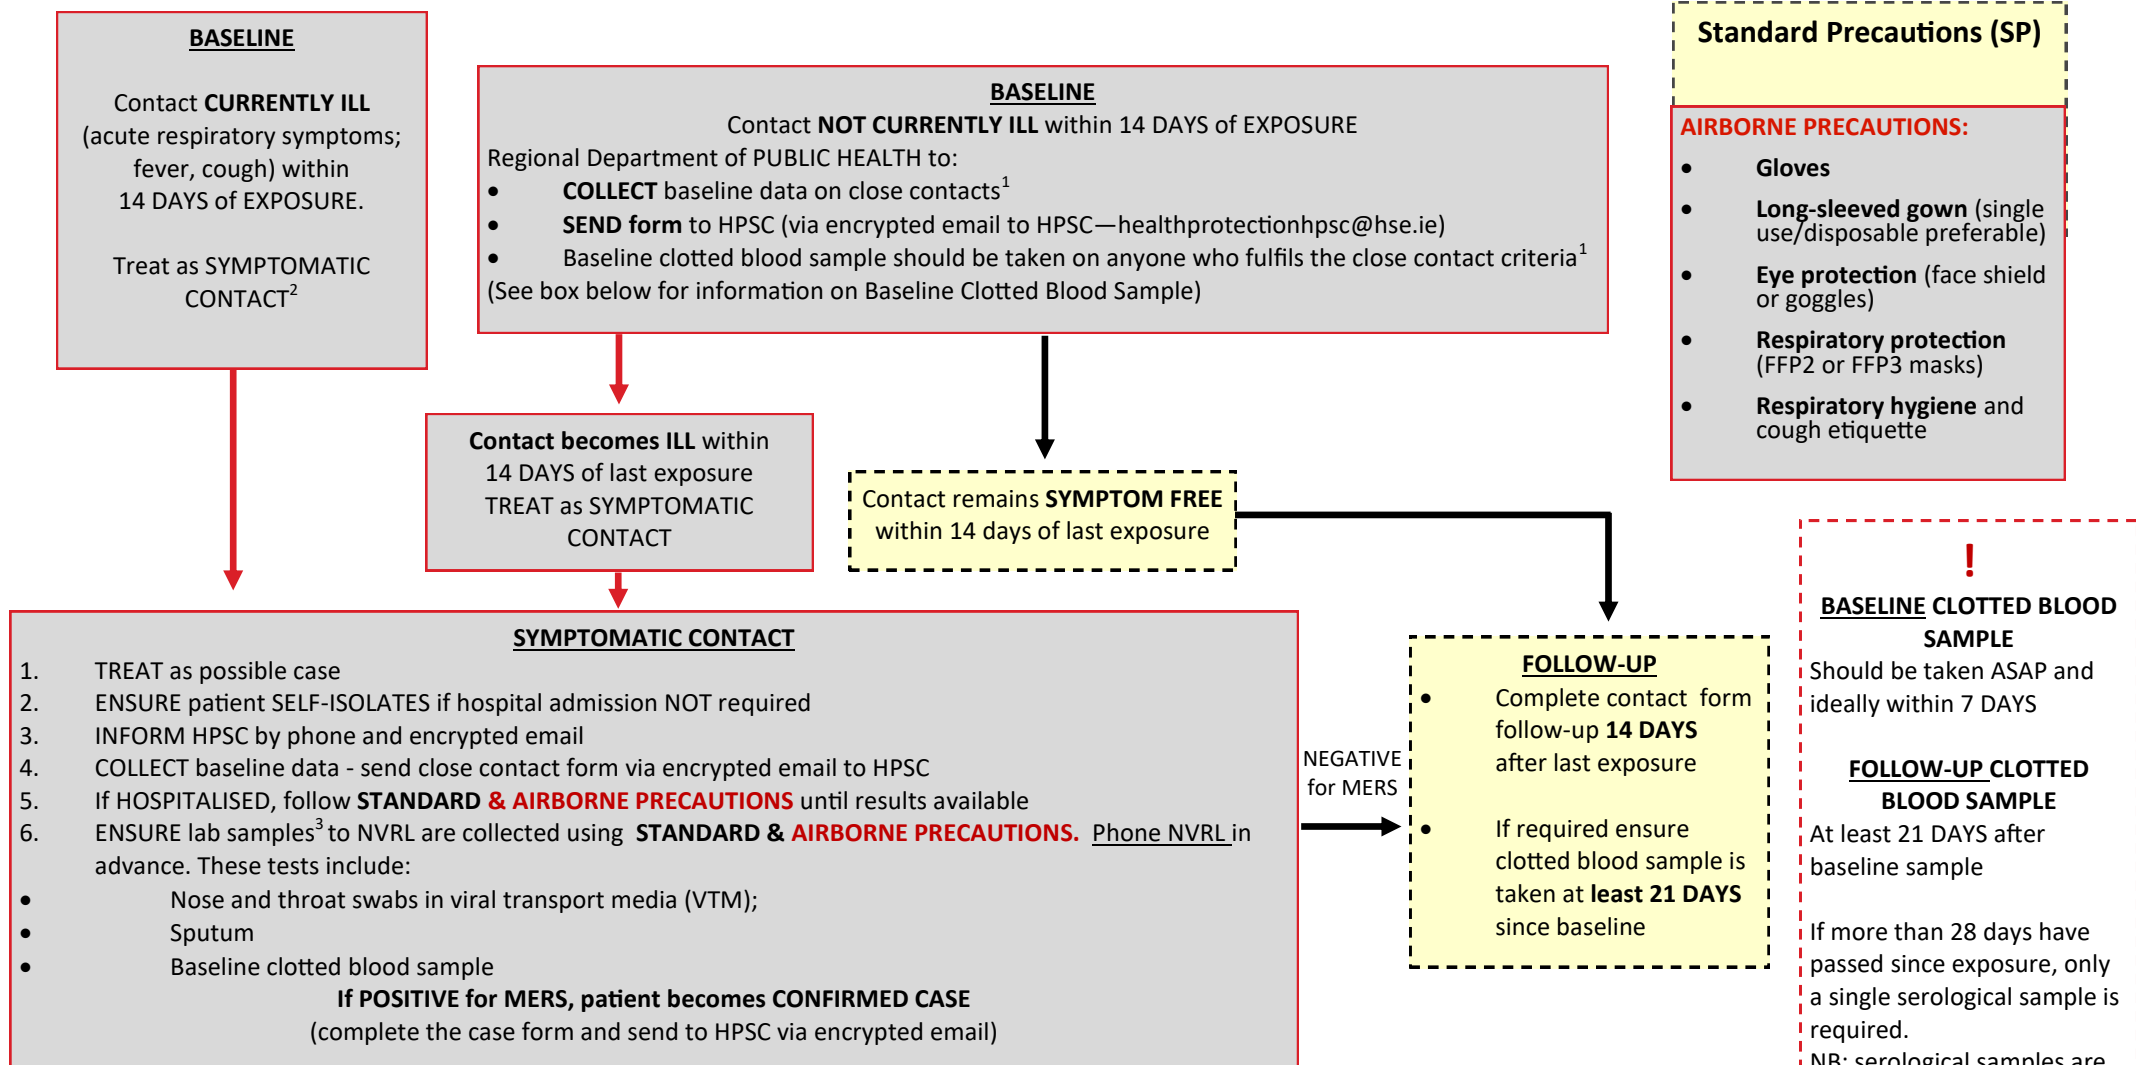 BASELINE
Contact CURRENTLY ILL
(acute respiratory symptoms;
fever, cough) within
14 DAYS of EXPOSURE.
Treat as SYMPTOMATIC
CONTACT2
BASELINE
Contact NOT CURRENTLY ILL within 14 DAYS of EXPOSURE
Regional Department of PUBLIC HEALTH to:
• COLLECT baseline data on close contacts1
• SEND form to HPSC (via encrypted email to HPSC—healthprotectionhpsc@hse.ie)
• Baseline clotted blood sample should be taken on anyone who fulfils the close contact criteria1
(See box below for information on Baseline Clotted Blood Sample)
Standard Precautions (SP)
AIRBORNE PRECAUTIONS:
• Gloves
• Long-sleeved gown (single
use/disposable preferable)
• Eye protection (face shield
or goggles)
• Respiratory protection
(FFP2 or FFP3 masks)
• Respiratory hygiene and
cough etiquette
Contact becomes ILL within
14 DAYS of last exposure
TREAT as SYMPTOMATIC
CONTACT
Contact remains SYMPTOM FREE
within 14 days of last exposure
SYMPTOMATIC CONTACT
1. TREAT as possible case
2. ENSURE patient SELF-ISOLATES if hospital admission NOT required
3. INFORM HPSC by phone and encrypted email
4. COLLECT baseline data - send close contact form via encrypted email to HPSC
5. If HOSPITALISED, follow STANDARD & AIRBORNE PRECAUTIONS until results available
6. ENSURE lab samples3 to NVRL are collected using STANDARD & AIRBORNE PRECAUTIONS. Phone NVRL in
advance. These tests include:
• Nose and throat swabs in viral transport media (VTM);
• Sputum
• Baseline clotted blood sample
If POSITIVE for MERS, patient becomes CONFIRMED CASE
(complete the case form and send to HPSC via encrypted email)
NEGATIVE
for MERS
FOLLOW-UP
• Complete contact form
follow-up 14 DAYS
after last exposure
• If required ensure
clotted blood sample is
taken at least 21 DAYS
since baseline
!
BASELINE CLOTTED BLOOD
SAMPLE
Should be taken ASAP and
ideally within 7 DAYS
FOLLOW-UP CLOTTED
BLOOD SAMPLE
At least 21 DAYS after
baseline sample
If more than 28 days have
passed since exposure, only
a single serological sample is
required.
NB: serological samples are